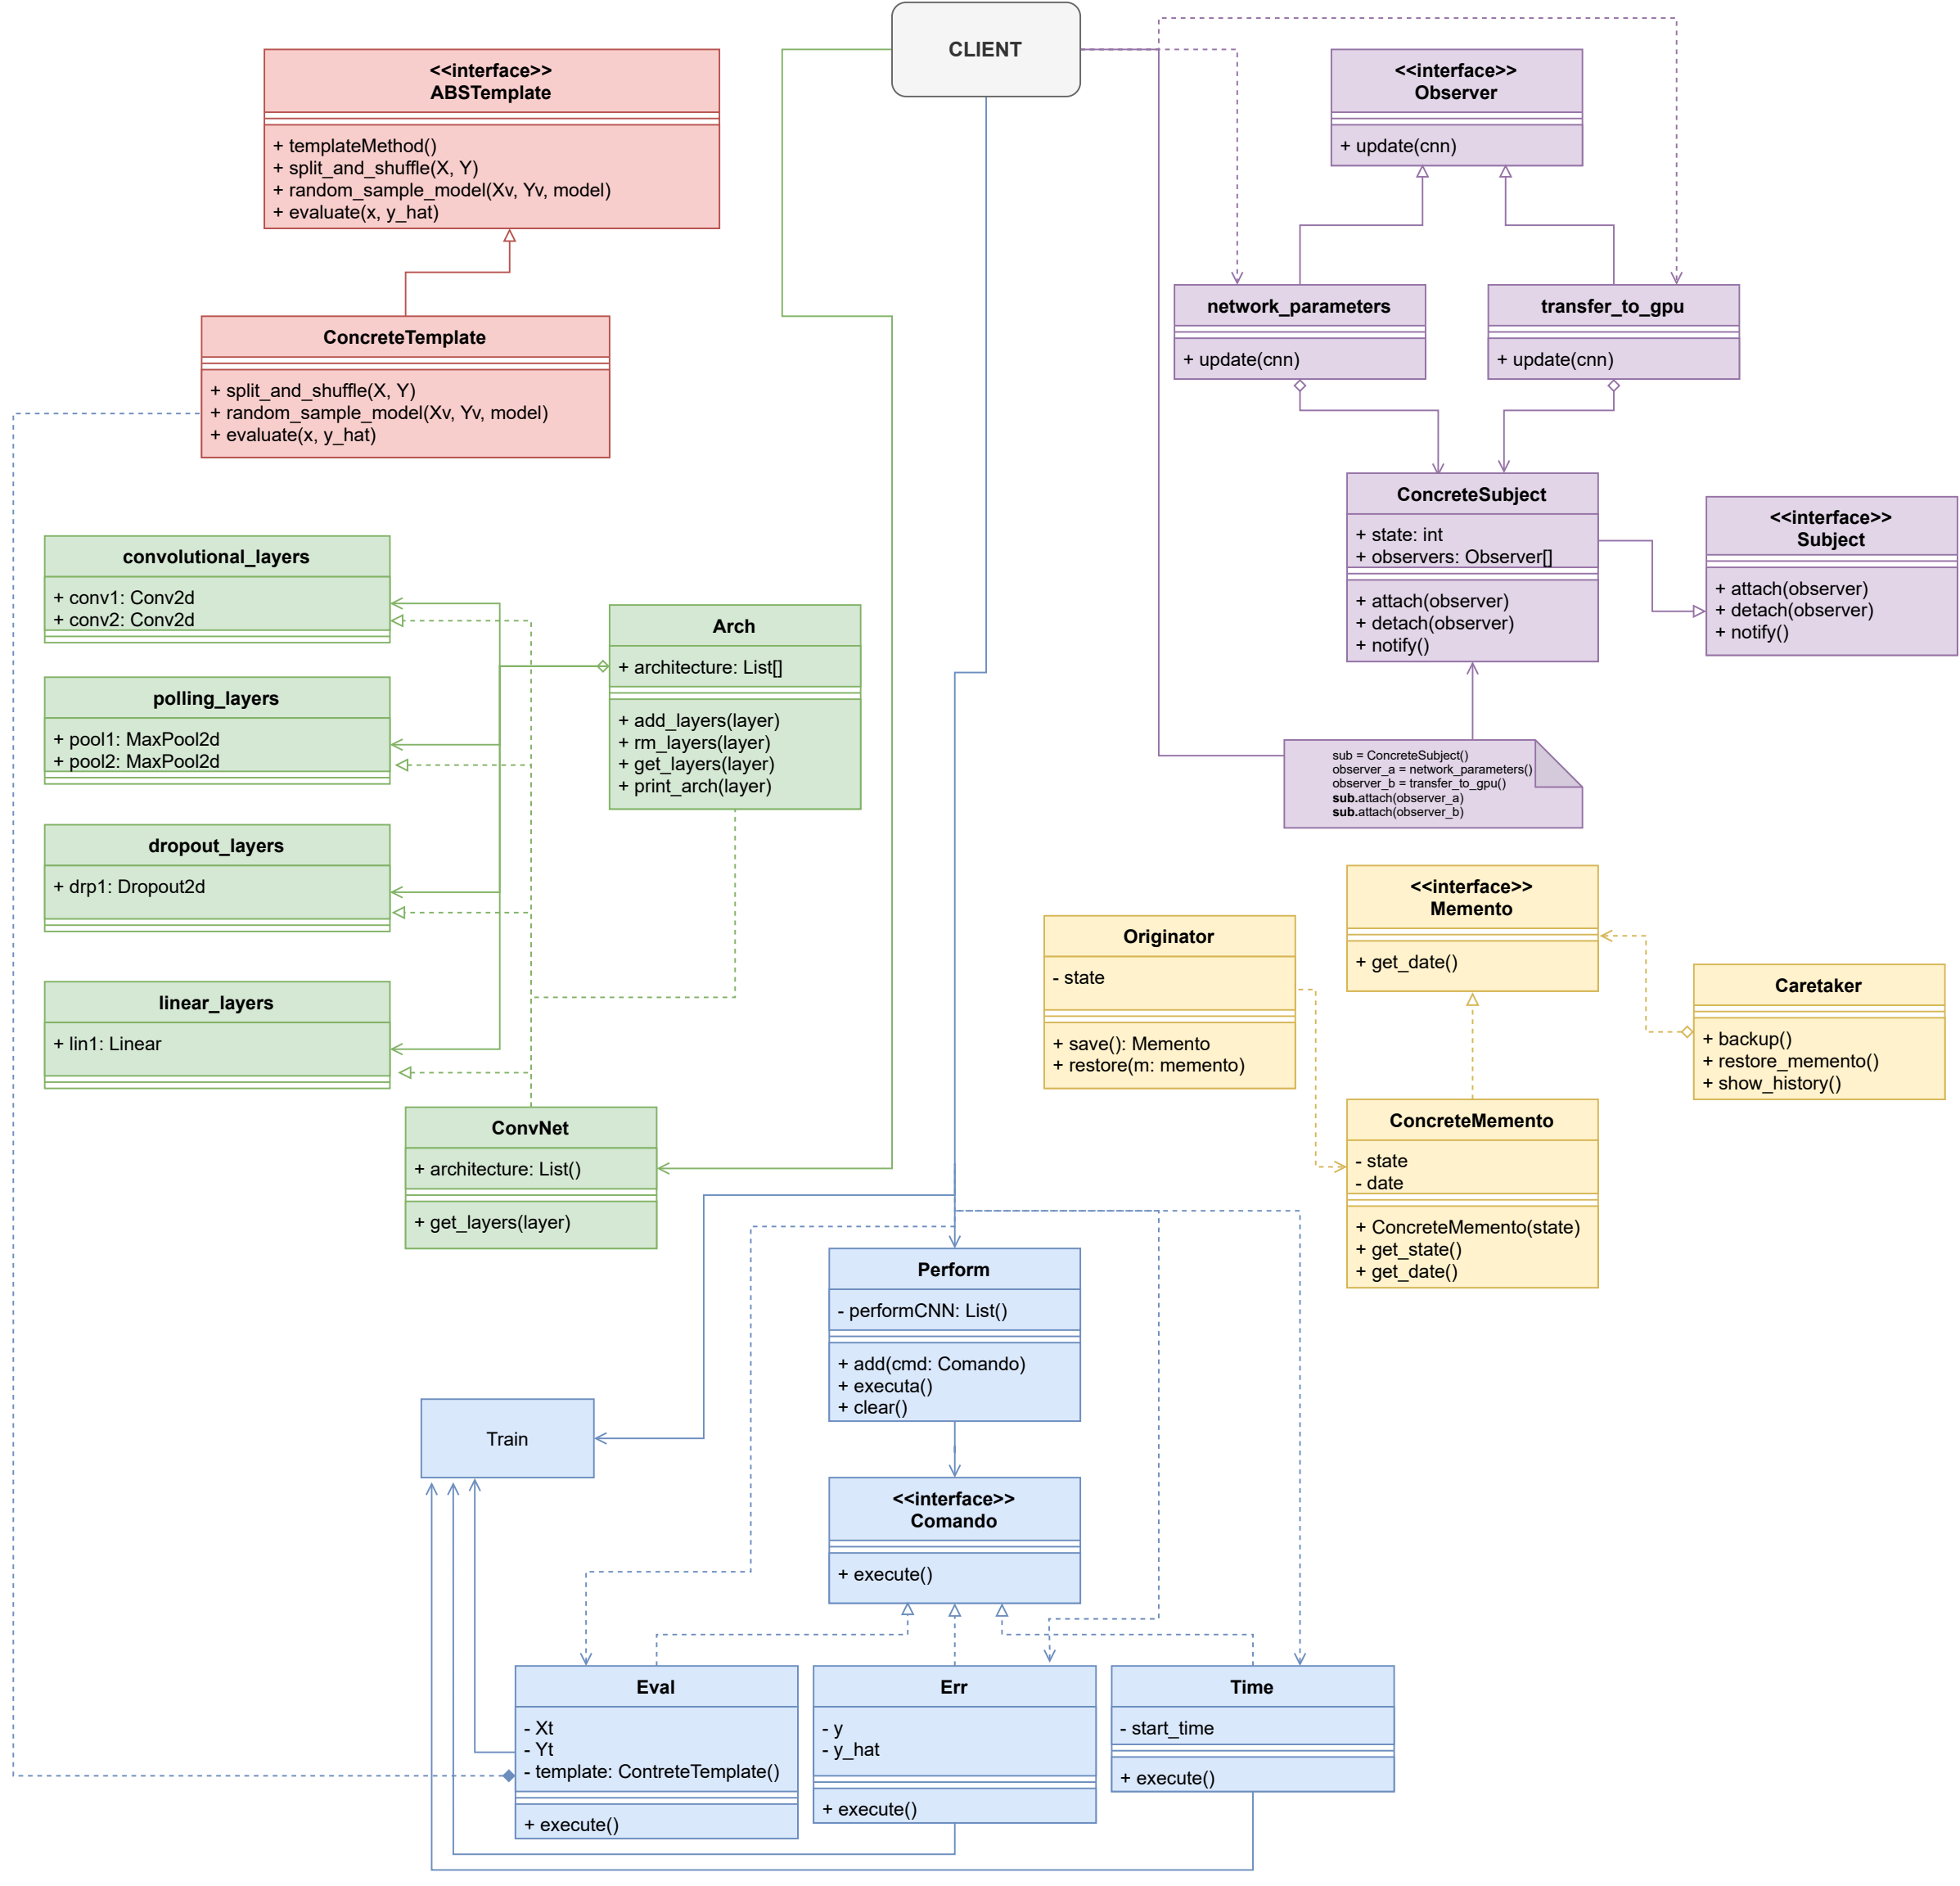 CLIENT
<<interface>>
ABSTemplate
+ templateMethod()
+ split_and_shuffle(X, Y)
+ random_sample_model(Xv, Yv, model)
+ evaluate(x, y_hat)
<<interface>>
Observer
+ update(cnn)
network_parameters
+ update(cnn)
transfer_to_gpu
+ update(cnn)
ConcreteTemplate
+ split_and_shuffle(X, Y)
+ random_sample_model(Xv, Yv, model)
+ evaluate(x, y_hat)
ConcreteSubject
+ state: int
+ observers: Observer[]
+ attach(observer)
+ detach(observer)
+ notify()
<<interface>>
Subject
+ attach(observer)
+ detach(observer)
+ notify()
convolutional_layers
+ conv1: Conv2d
+ conv2: Conv2d
Arch
+ architecture: List[]
+ add_layers(layer)
+ rm_layers(layer)
+ get_layers(layer)
+ print_arch(layer)
polling_layers
+ pool1: MaxPool2d
+ pool2: MaxPool2d
sub = ConcreteSubject()
observer_a = network_parameters()
observer_b = transfer_to_gpu()
sub.attach(observer_a)
sub.attach(observer_b)
dropout_layers
+ drp1: Dropout2d
linear_layers
+ lin1: Linear
Originator
- state
+ save(): Memento
+ restore(m: memento)
<<interface>>
Memento
+ get_date()
Caretaker
+ backup()
+ restore_memento()
+ show_history()
ConvNet
+ architecture: List()
+ get_layers(layer)
ConcreteMemento
- state
- date
+ ConcreteMemento(state)
+ get_state()
+ get_date()
Perform
- performCNN: List()
+ add(cmd: Comando)
+ executa()
+ clear()
Train
<<interface>>
Comando
+ execute()
Eval
- Xt
- Yt
- template: ContreteTemplate()
+ execute()
Err
- y
- y_hat
+ execute()
Time
- start_time
+ execute()